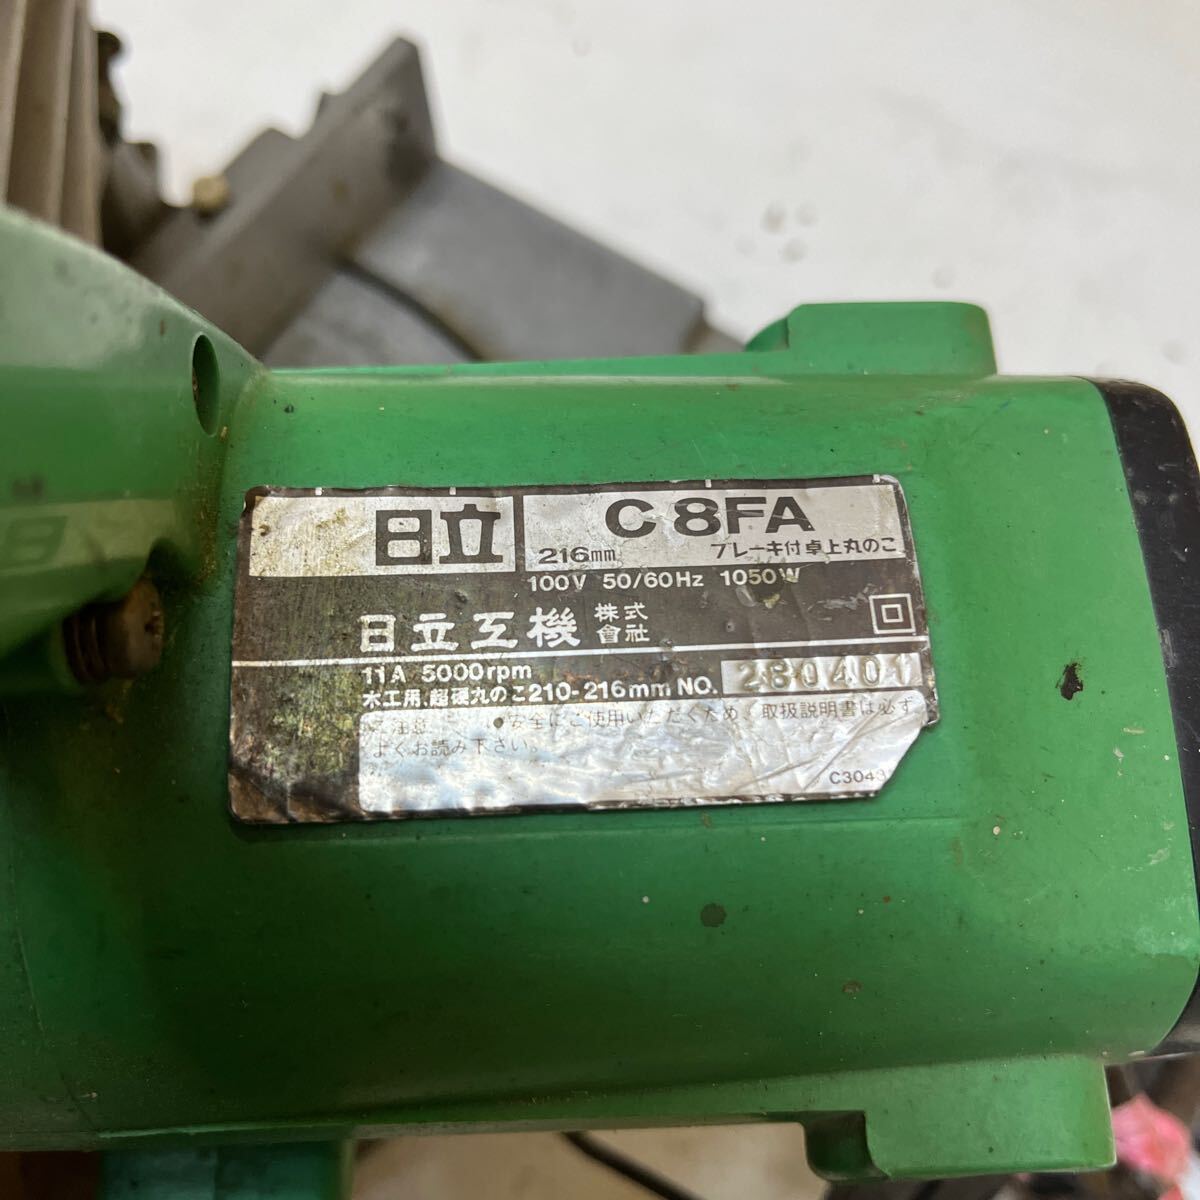 日立
C 8FA
216mm ブレーキ付卓上丸のこ
100V 50/60Hz 1050W
日立工機 株式會社
11A 5000rpm
木工用、超硬丸のこ210-216mm NO. 280401
ご注意 ●安全にご使用いただくため、取扱説明書は必ず
よくお読み下さい。